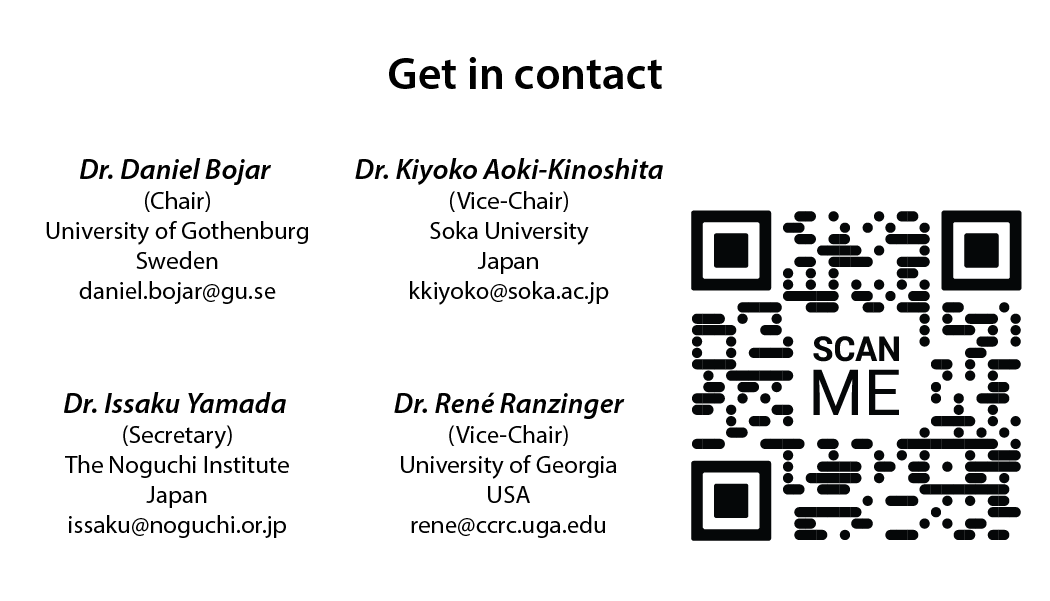 Get in contact
Dr. Daniel Bojar
(Chair)
University of Gothenburg
Sweden
daniel.bojar@gu.se
Dr. Kiyoko Aoki-Kinoshita
(Vice-Chair)
Soka University
Japan
kkiyoko@soka.ac.jp
Dr. Issaku Yamada
(Secretary)
The Noguchi Institute
Japan
issaku@noguchi.or.jp
Dr. René Ranzinger
(Vice-Chair)
University of Georgia
USA
rene@ccrc.uga.edu
SCAN
ME